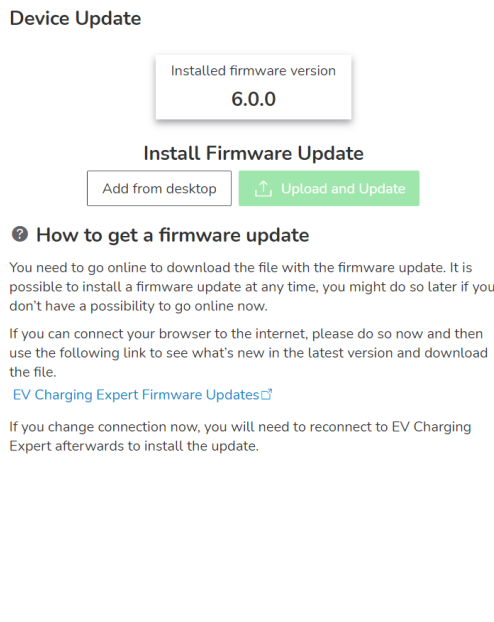 Device Update
Installed firmware version
6.0.0
Install Firmware Update
Add from desktop
Upload and Update
? How to get a firmware update
You need to go online to download the file with the firmware update. It is
possible to install a firmware update at any time, you might do so later if you
don't have a possibility to go online now.
If you can connect your browser to the internet, please do so now and then
use the following link to see what's new in the latest version and download
the file.
EV Charging Expert Firmware Updates
If you change connection now, you will need to reconnect to EV Charging
Expert afterwards to install the update.